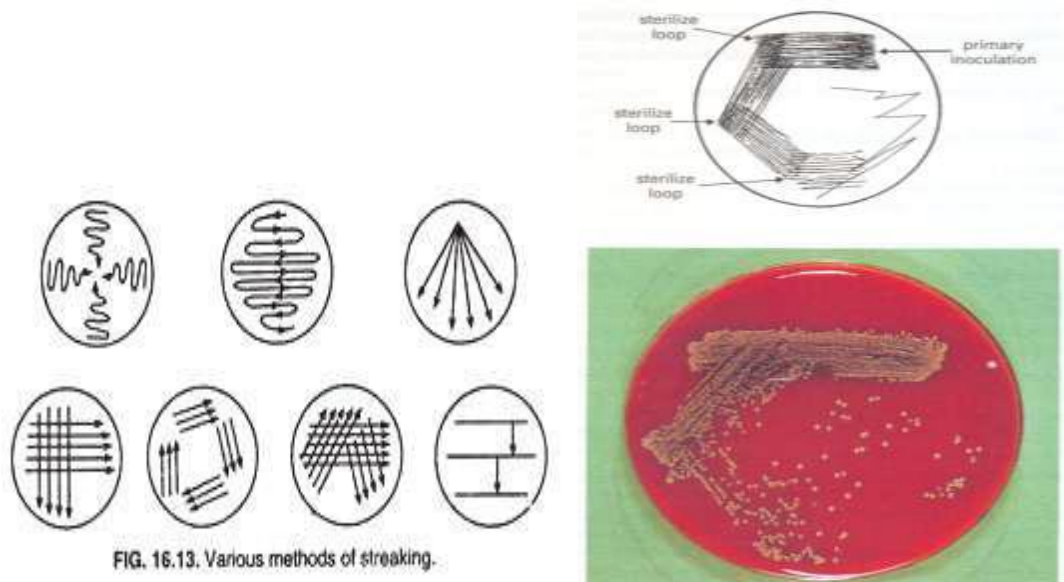 sterilize
loop
primary
inoculation
sterilize
loop
sterilize
loop
FIG. 16.13. Various methods of streaking.